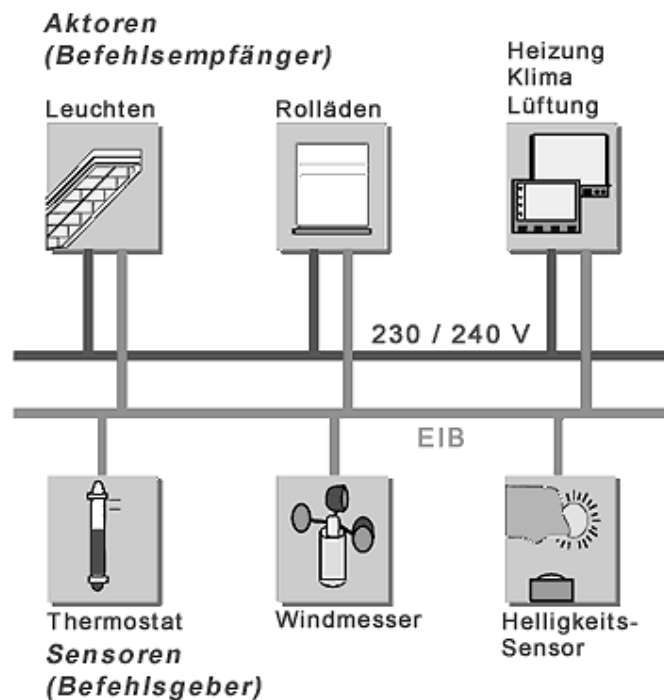 Aktoren
(Befehlsempfänger)
Leuchten
Rolläden
Heizung
Klima
Lüftung
230 / 240 V
EIB
Thermostat
Windmesser
Helligkeits-
Sensor
Sensoren
(Befehlsgeber)